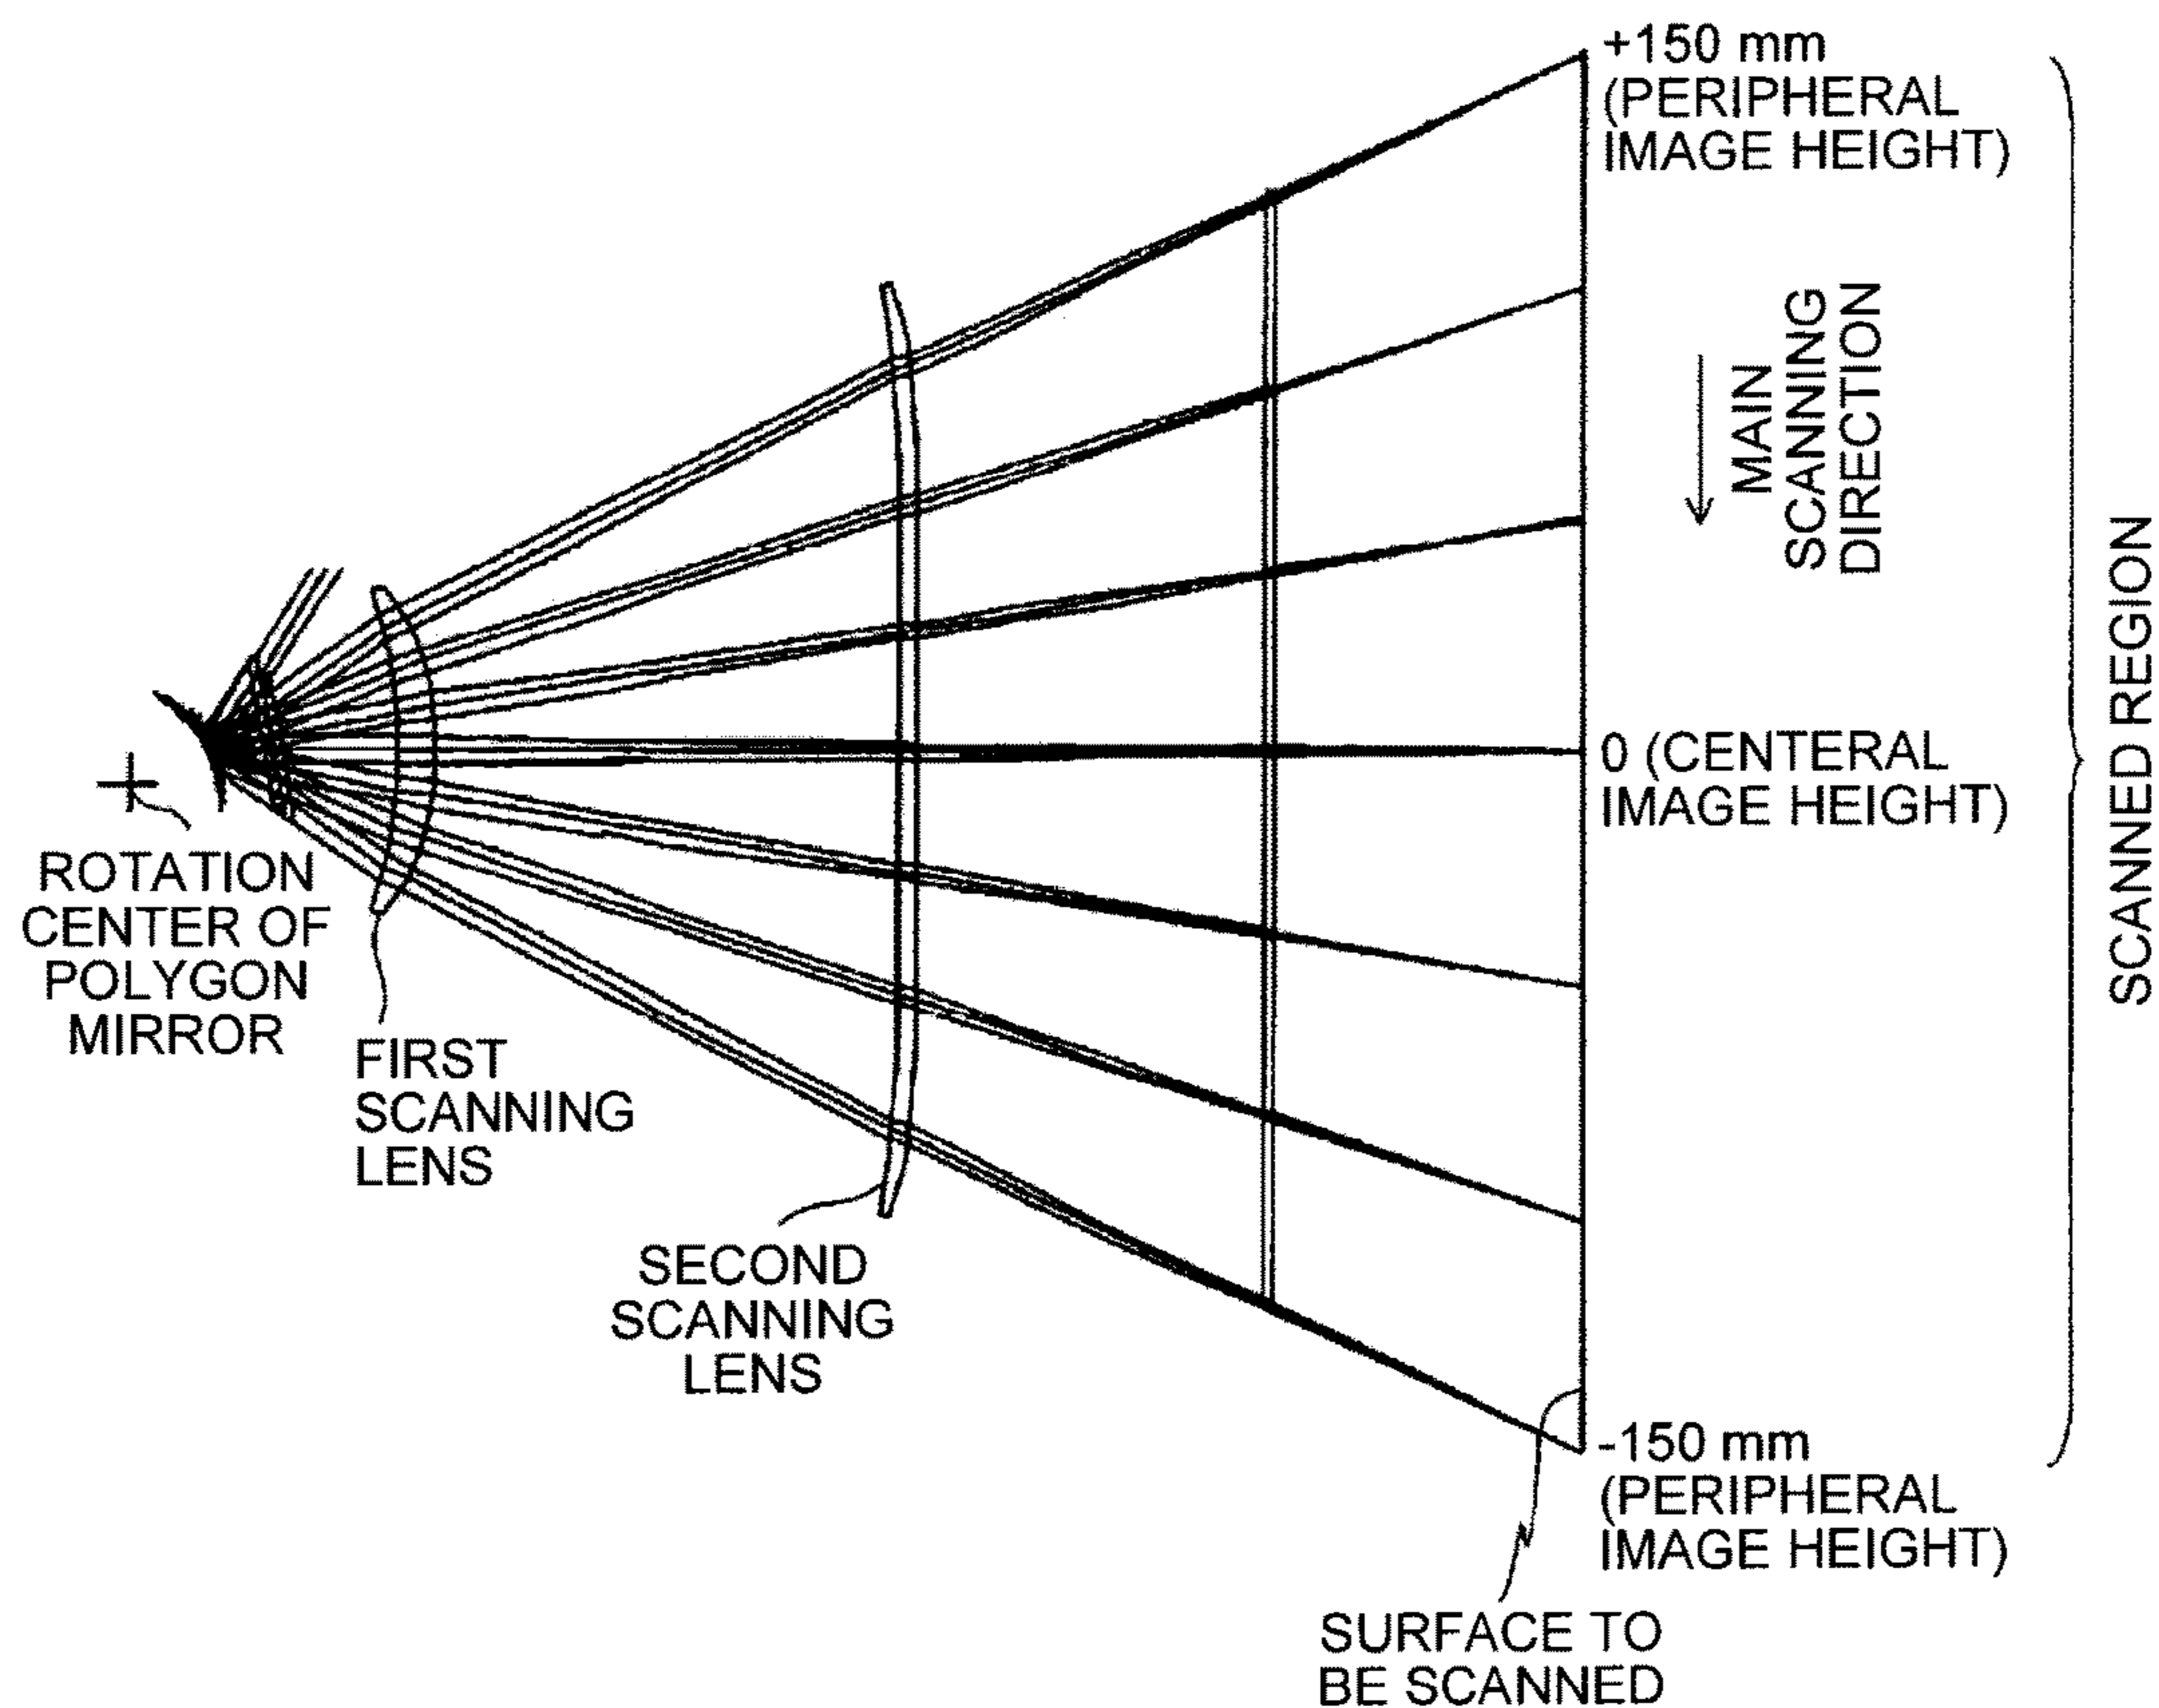 +150 mm
(PERIPHERAL
IMAGE HEIGHT)
MAIN
SCANNING
DIRECTION
SCANNED REGION
0 (CENTERAL
IMAGE HEIGHT)
ROTATION
CENTER OF
POLYGON
MIRROR
FIRST
SCANNING
LENS
SECOND
SCANNING
LENS
-150 mm
(PERIPHERAL
IMAGE HEIGHT)
SURFACE TO
BE SCANNED